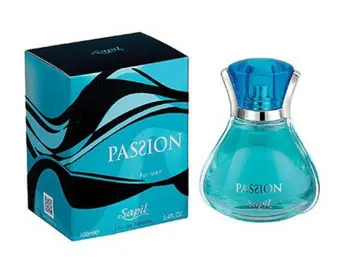 PASSION
For men
Sapil
100ml℮
Eau de Toilette
3.4FL.OZ.
PASSION
Sapil